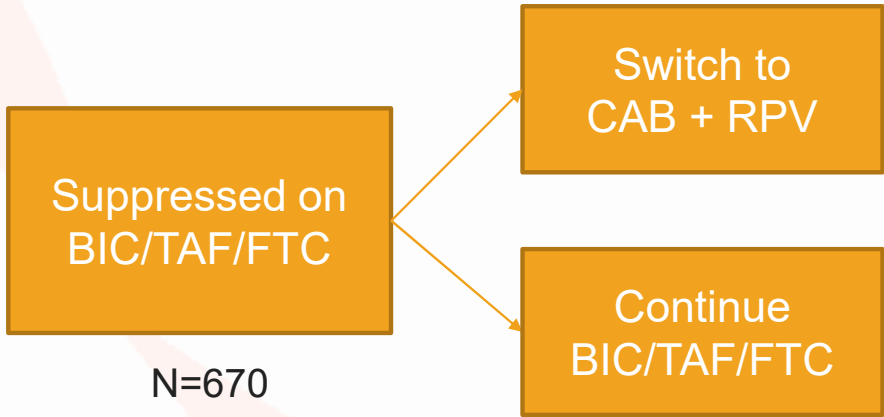 Suppressed on
BIC/TAF/FTC
N=670
Switch to
CAB + RPV
Continue
BIC/TAF/FTC